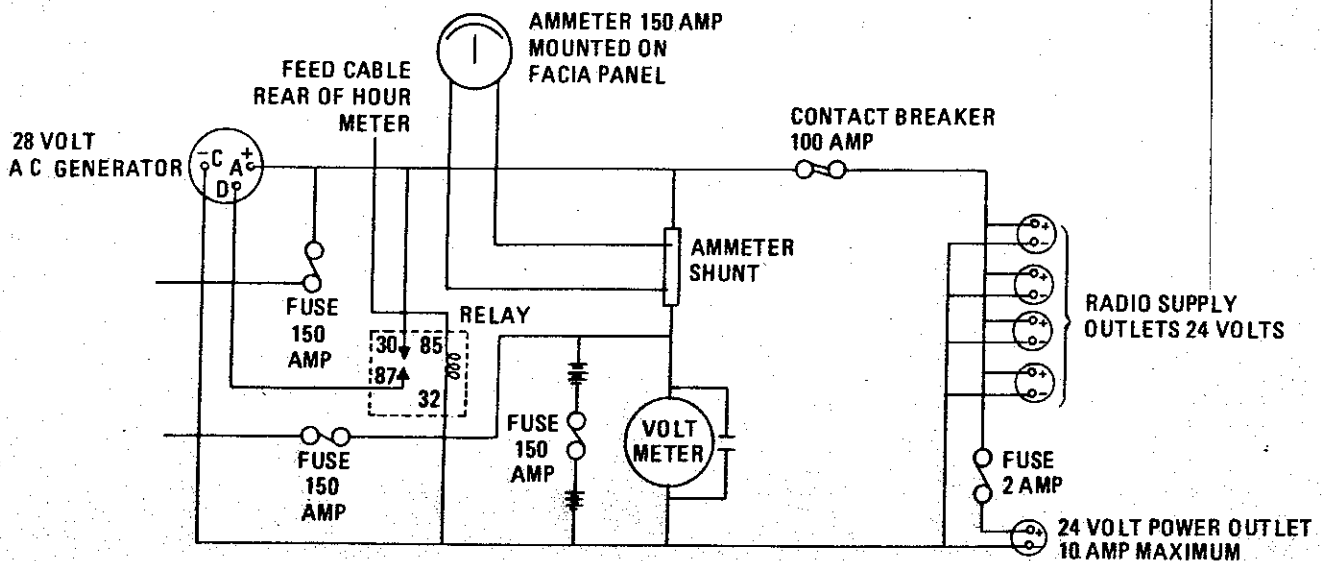 AMMETER 150 AMP
MOUNTED ON
FACIA PANEL
FEED CABLE
REAR OF HOUR
METER
28 VOLT
A C GENERATOR
- C A +
D
CONTACT BREAKER
100 AMP
AMMETER
SHUNT
FUSE
150
AMP
RELAY
30 85
87
32
+
-
+
-
+
-
+
-
RADIO SUPPLY
OUTLETS 24 VOLTS
FUSE
150
AMP
FUSE
150
AMP
VOLT
METER
FUSE
2 AMP
+
-
24 VOLT POWER OUTLET
10 AMP MAXIMUM